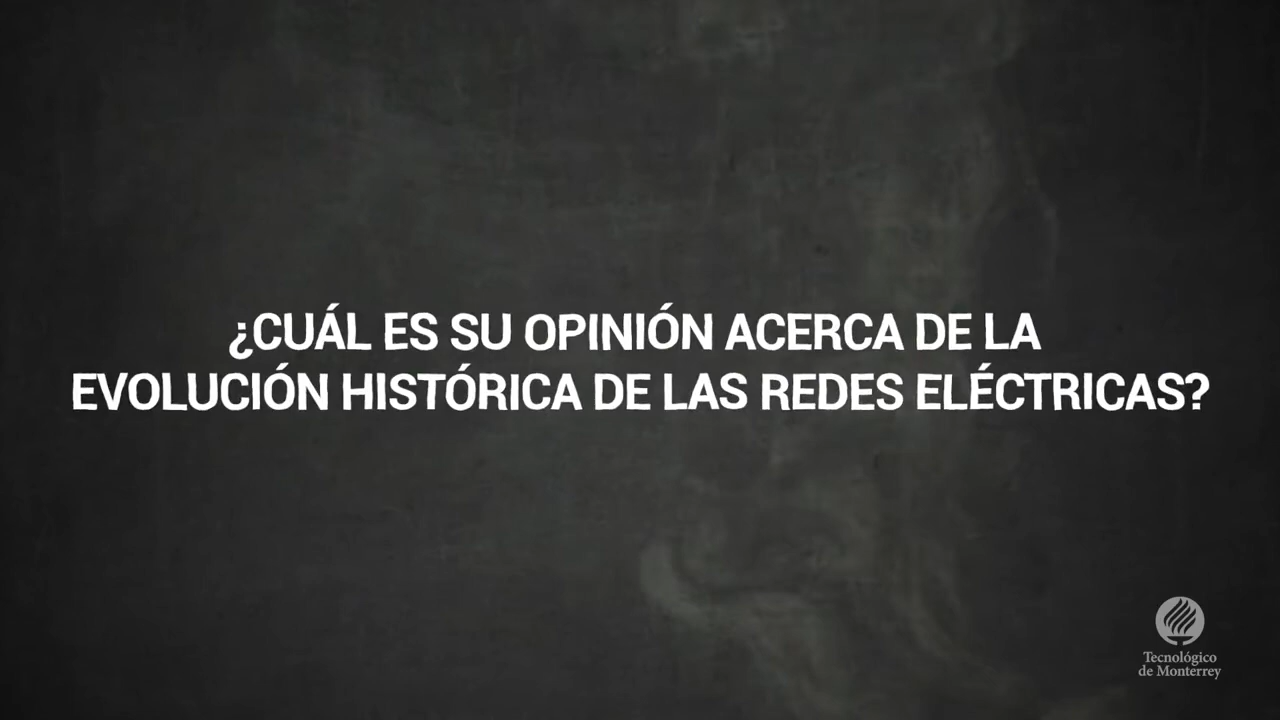 ¿CUÁL ES SU OPINIÓN ACERCA DE LA
EVOLUCIÓN HISTÓRICA DE LAS REDES ELÉCTRICAS?
Tecnológico
de Monterrey